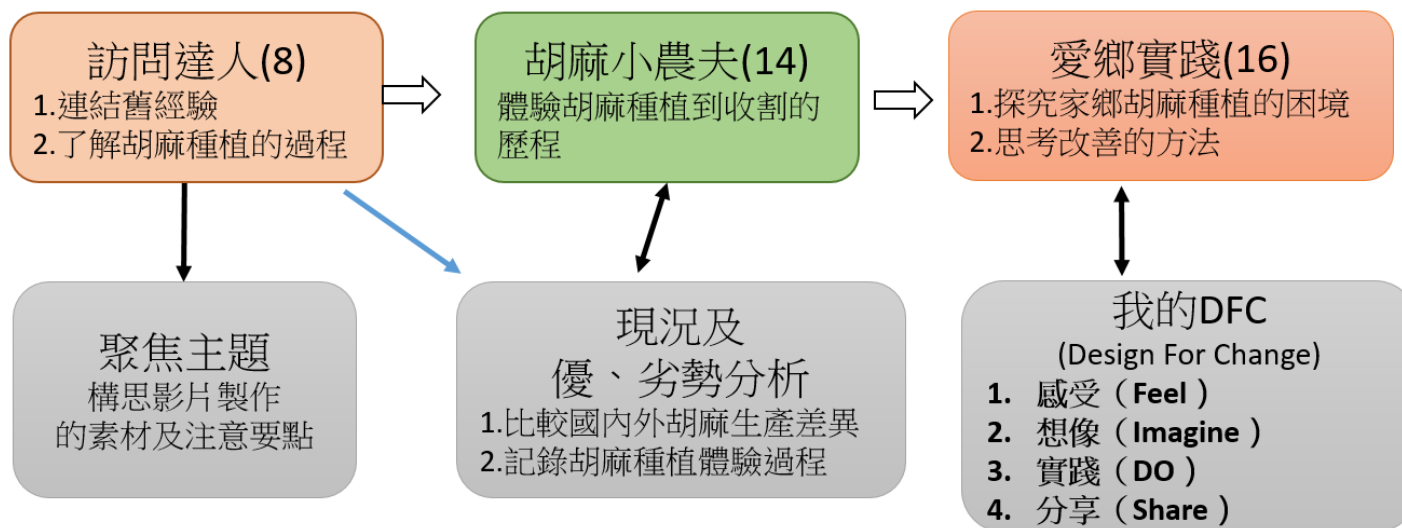 訪問達人(8)
1.連結舊經驗
2.了解胡麻種植的過程
胡麻小農夫(14)
體驗胡麻種植到收割的
歷程
愛鄉實踐(16)
1.探究家鄉胡麻種植的困境
2.思考改善的方法
聚焦主題
構思影片製作
的素材及注意要點
現況及
優、劣勢分析
1.比較國內外胡麻生產差異
2.記錄胡麻種植體驗過程
我的DFC
(Design For Change)
1. 感受（Feel）
2. 想像（Imagine）
3. 實踐（DO）
4. 分享（Share）